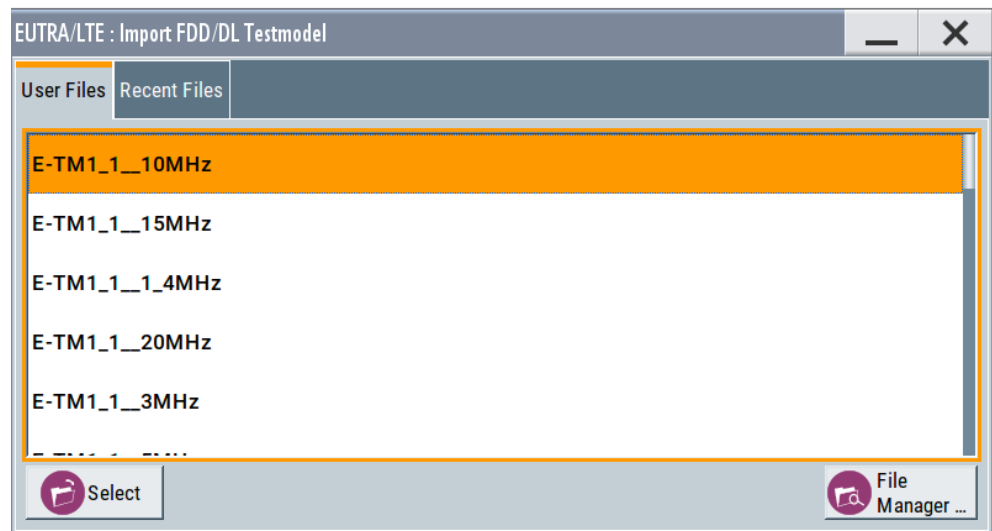 EUTRA/LTE : Import FDD/DL Testmodel
User Files Recent Files
E-TM1_1__10MHz
E-TM1_1__15MHz
E-TM1_1__1_4MHz
E-TM1_1__20MHz
E-TM1_1__3MHz
Select
File
Manager ...